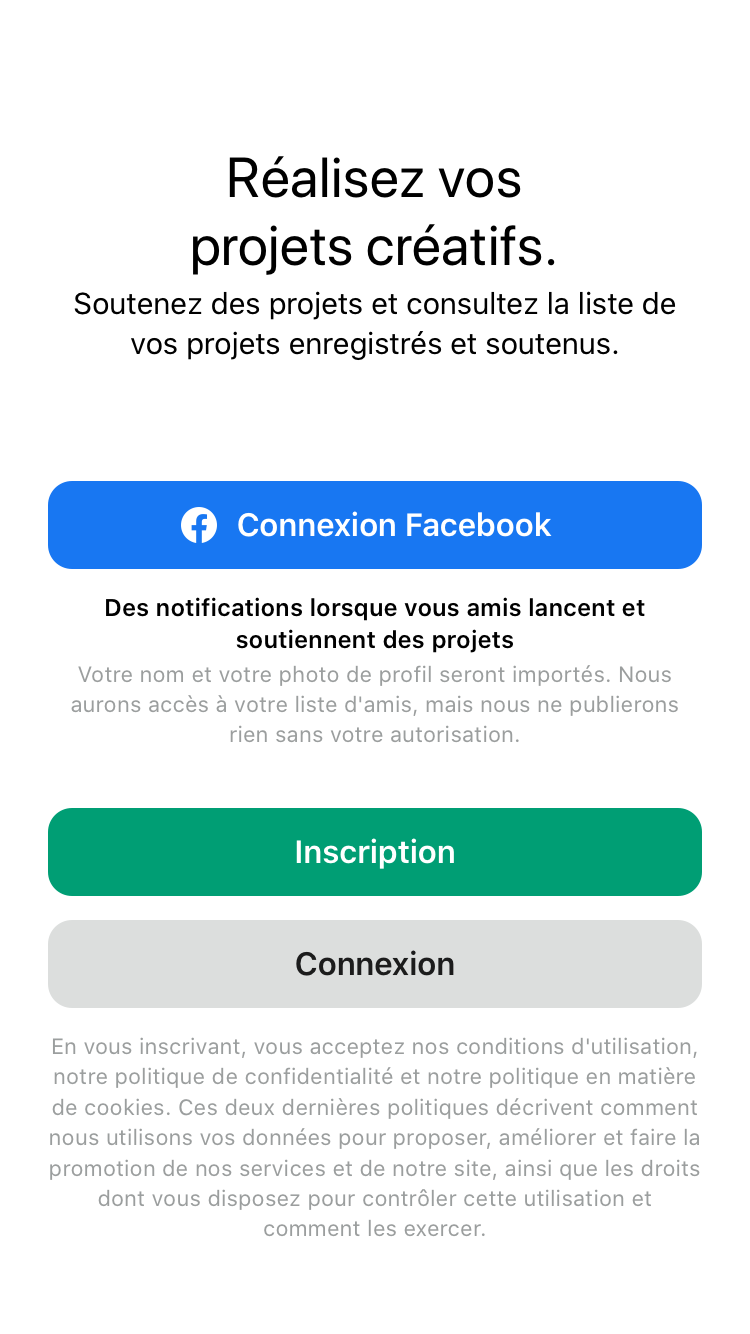 Réalisez vos
projets créatifs.
Soutenez des projets et consultez la liste de
vos projets enregistrés et soutenus.
Connexion Facebook
Des notifications lorsque vous amis lancent et
soutiennent des projets
Votre nom et votre photo de profil seront importés. Nous
aurons accès à votre liste d'amis, mais nous ne publierons
rien sans votre autorisation.
Inscription
Connexion
En vous inscrivant, vous acceptez nos conditions d'utilisation,
notre politique de confidentialité et notre politique en matière
de cookies. Ces deux dernières politiques décrivent comment
nous utilisons vos données pour proposer, améliorer et faire la
promotion de nos services et de notre site, ainsi que les droits
dont vous disposez pour contrôler cette utilisation et
comment les exercer.